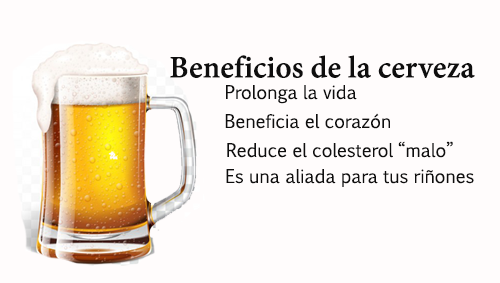 Beneficios de la cerveza
Prolonga la vida
Beneficia el corazón
Reduce el colesterol “malo”
Es una aliada para tus riñones